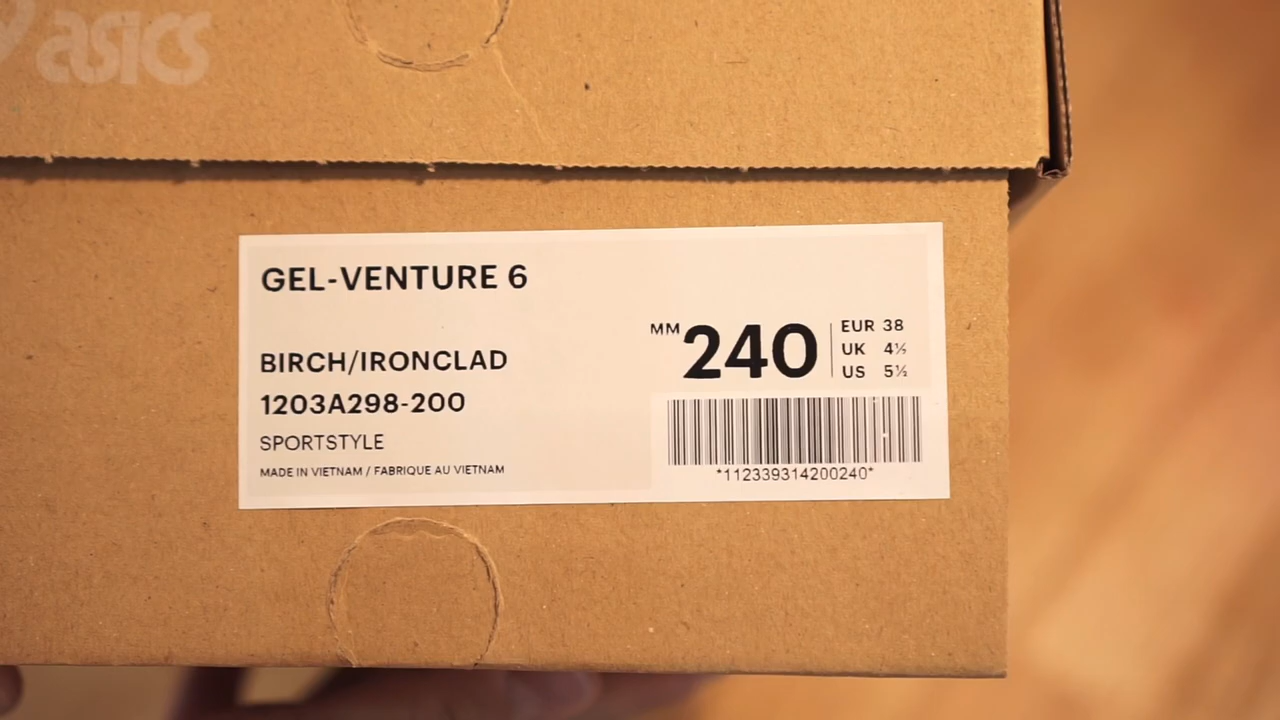 asics
GEL-VENTURE 6
BIRCH/IRONCLAD
1203A298-200
SPORTSTYLE
MADE IN VIETNAM / FABRIQUE AU VIETNAM
MM 240
EUR 38
UK 4½
US 5½
*112339314200240*